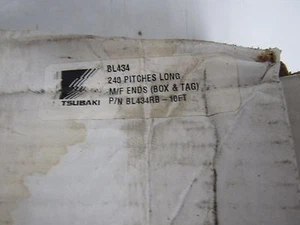 BL434
240 PITCHES LONG
M/F ENDS (BOX & TAG)
P/N BL434RB-10FT
TSUBAKI